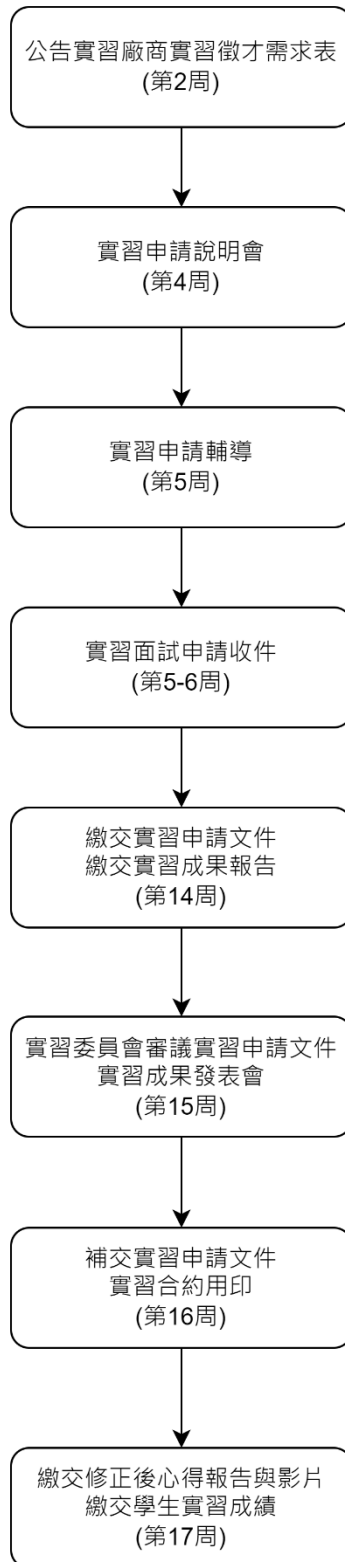 公告實習廠商實習徵才需求表
(第2周)
實習申請說明會
(第4周)
實習申請輔導
(第5周)
實習面試申請收件
(第5-6周)
繳交實習申請文件
繳交實習成果報告
(第14周)
實習委員會審議實習申請文件
實習成果發表會
(第15周)
補交實習申請文件
實習合約用印
(第16周)
繳交修正後心得報告與影片
繳交學生實習成績
(第17周)